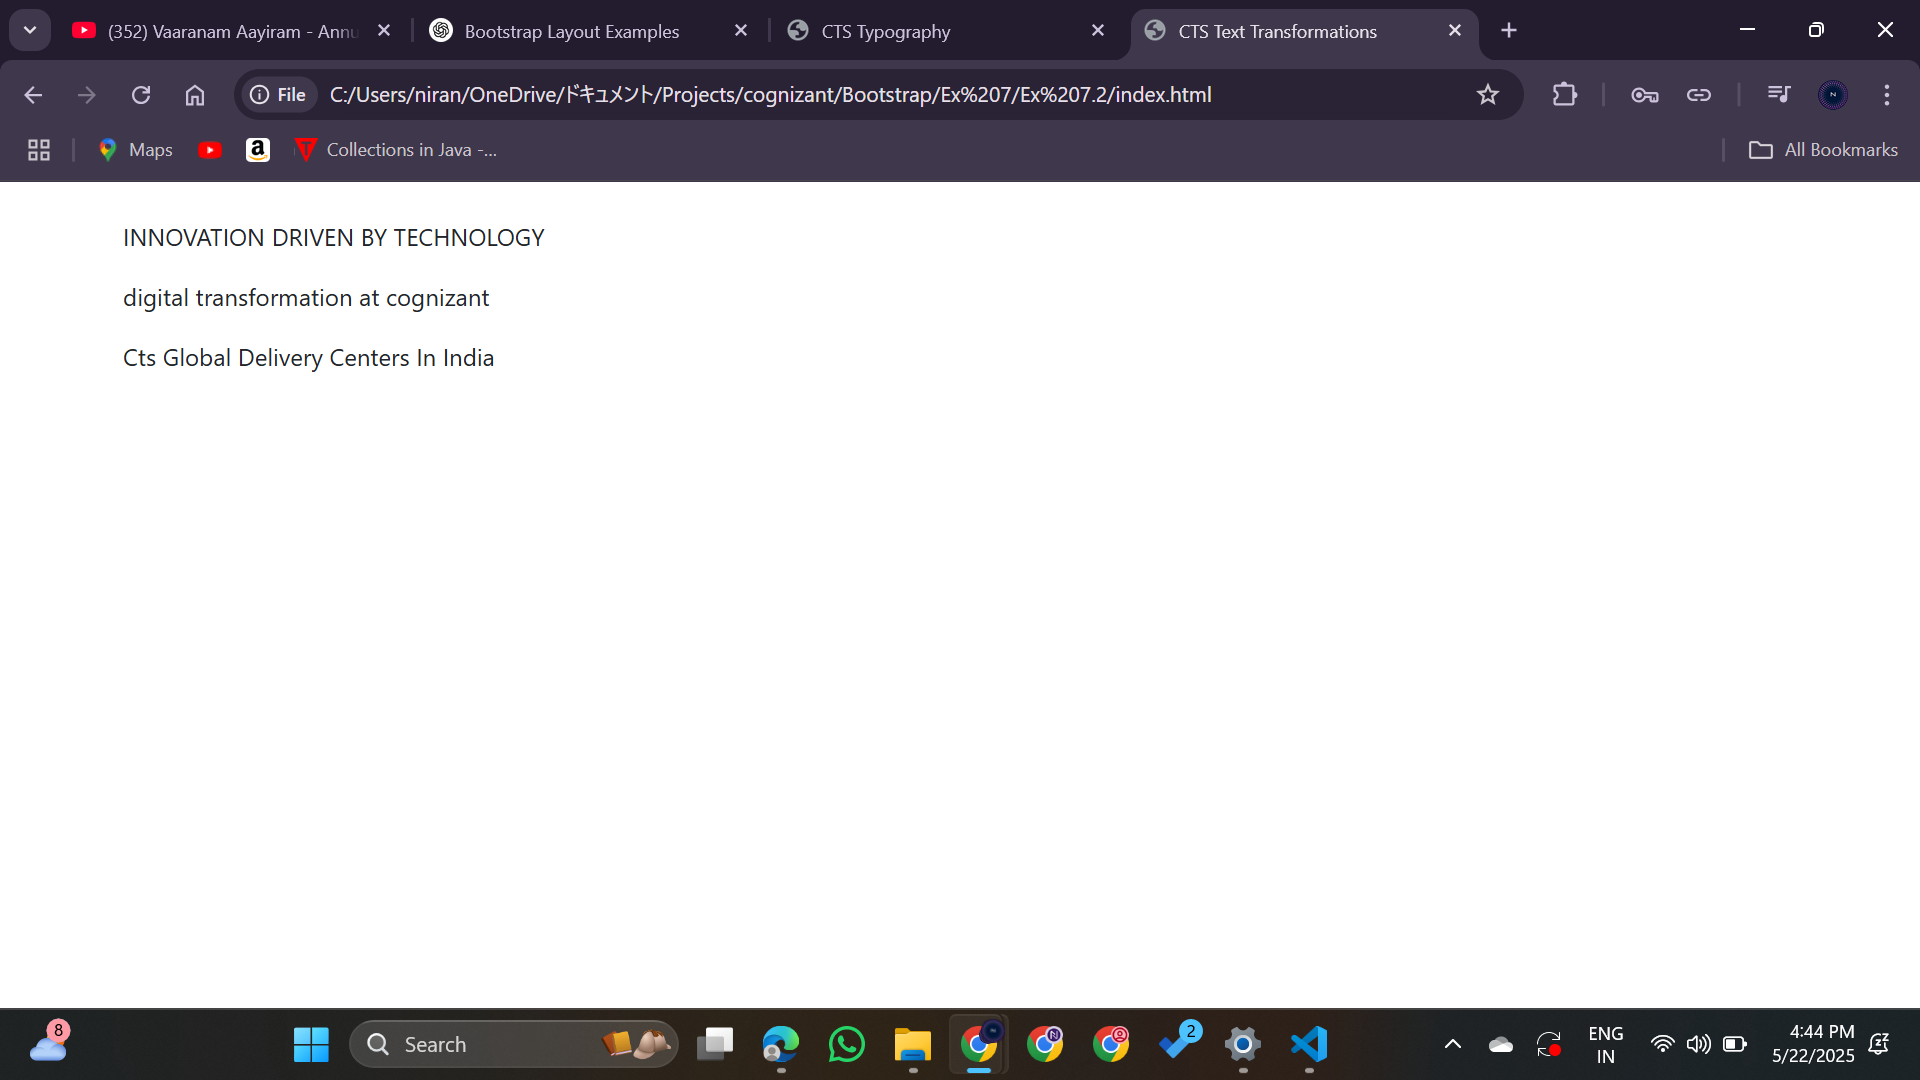 (352) Vaaranam Aayiram - Annu
Bootstrap Layout Examples
CTS Typography
CTS Text Transformations
File
C:/Users/niran/OneDrive/ドキュメント/Projects/cognizant/Bootstrap/Ex%207/Ex%207.2/index.html
Maps
Collections in Java -...
All Bookmarks
INNOVATION DRIVEN BY TECHNOLOGY
digital transformation at cognizant
Cts Global Delivery Centers In India
8
Search
2
ENG
IN
4:44 PM
5/22/2025